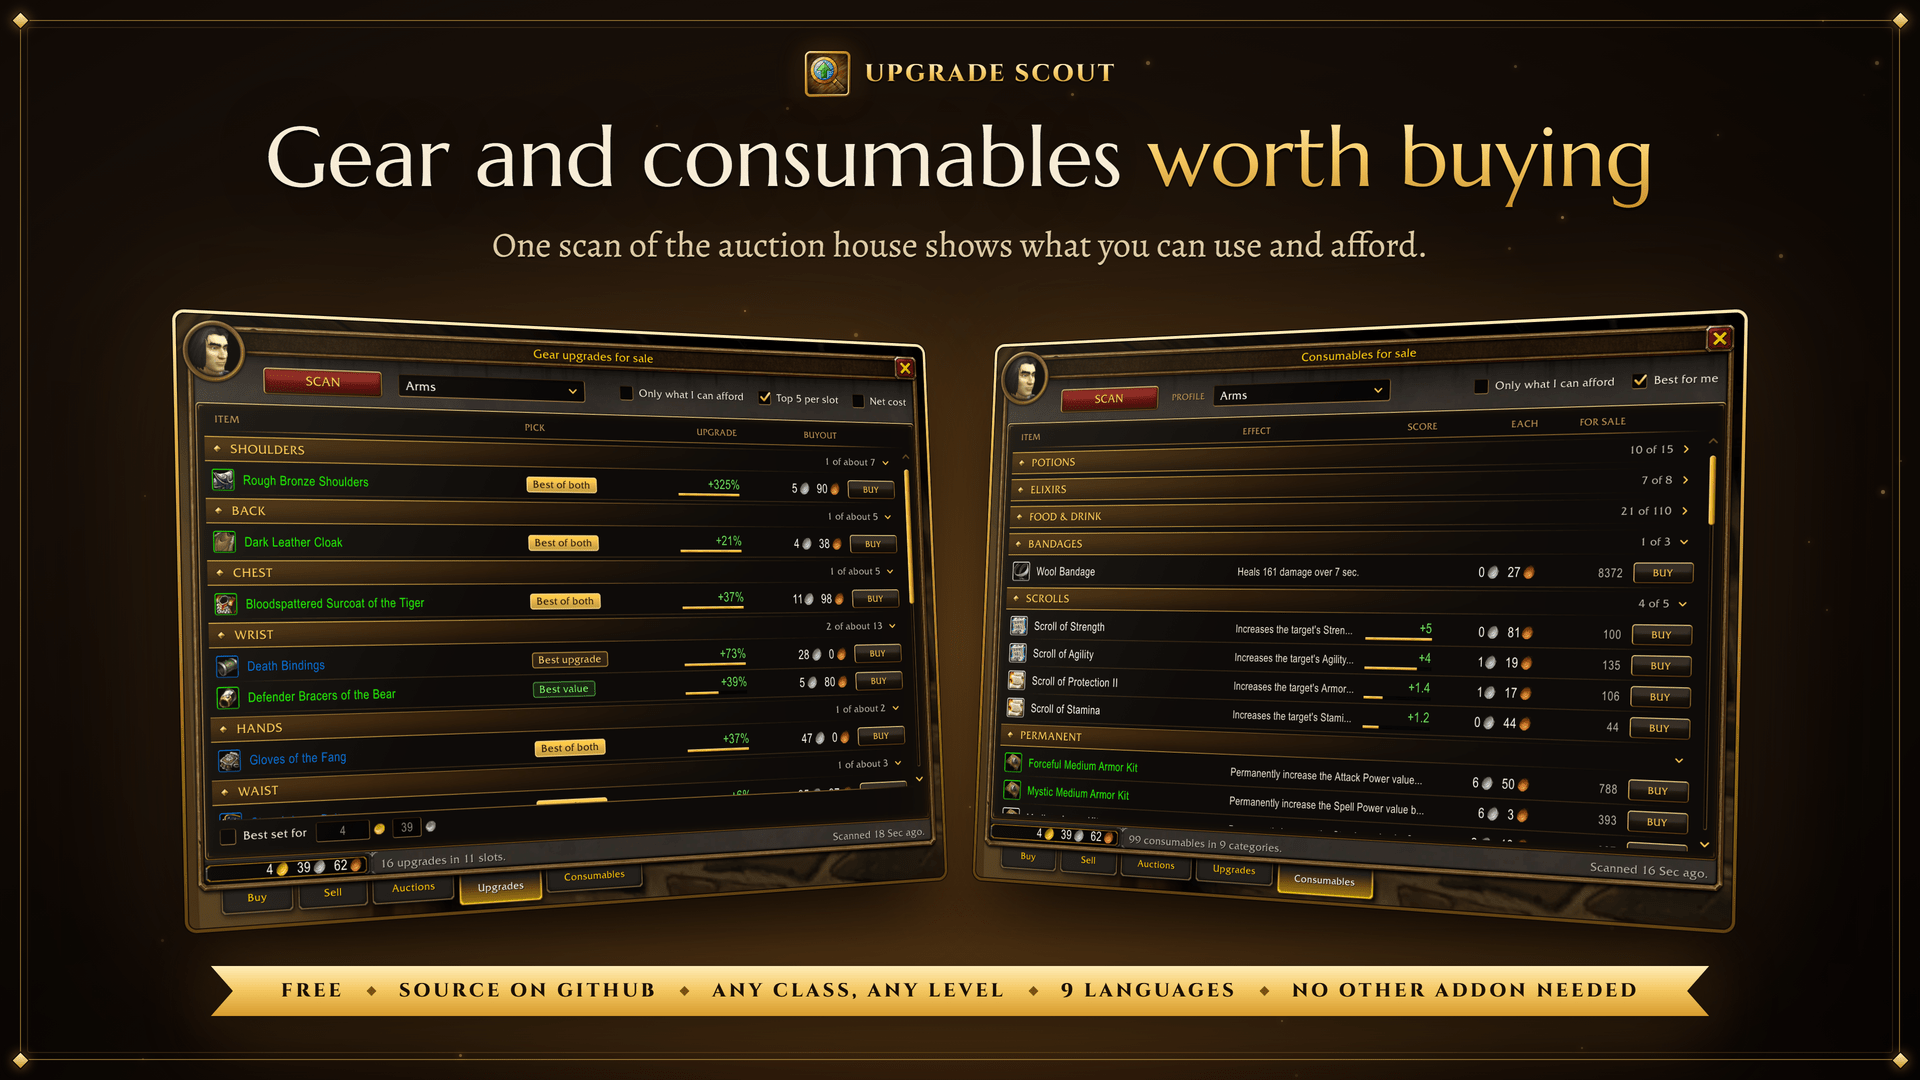 UPGRADE SCOUT
Gear and consumables worth buying
One scan of the auction house shows what you can use and afford.
Gear upgrades for sale
SCAN
Arms
Only what I can afford
Top 5 per slot
Net cost
ITEM PICK UPGRADE BUYOUT
SHOULDERS 1 of about 7
Rough Bronze Shoulders Best of both +325% 5 90 BUY
BACK 1 of about 5
Dark Leather Cloak Best of both +21% 4 38 BUY
CHEST 1 of about 5
Bloodspattered Surcoat of the Tiger Best of both +37% 11 98 BUY
WRIST 2 of about 13
Death Bindings Best upgrade +73% 28 0 BUY
Defender Bracers of the Bear Best value +39% 5 80 BUY
HANDS 1 of about 2
Gloves of the Fang Best of both +37% 47 0 BUY
WAIST 1 of about 3
Best set for 4 39
Scanned 18 Sec ago.
4 39 62 16 upgrades in 11 slots.
Buy Sell Auctions Upgrades Consumables
Consumables for sale
SCAN
PROFILE Arms
Only what I can afford
Best for me
ITEM EFFECT SCORE EACH FOR SALE
POTIONS 10 of 15
ELIXIRS 7 of 8
FOOD & DRINK 21 of 110
BANDAGES 1 of 3
Wool Bandage Heals 161 damage over 7 sec. 0 27 8372 BUY
SCROLLS 4 of 5
Scroll of Strength Increases the target's Stren... +5 0 81 100 BUY
Scroll of Agility Increases the target's Agility... +4 1 19 135 BUY
Scroll of Protection II Increases the target's Armor... +1.4 1 17 106 BUY
Scroll of Stamina Increases the target's Stami... +1.2 0 44 44 BUY
PERMANENT
Forceful Medium Armor Kit Permanently increase the Attack Power value... 6 50 788 BUY
Mystic Medium Armor Kit Permanently increase the Spell Power value b... 6 3 393 BUY
4 39 62 99 consumables in 9 categories.
Scanned 16 Sec ago.
Buy Sell Auctions Upgrades Consumables
FREE ◆ SOURCE ON GITHUB ◆ ANY CLASS, ANY LEVEL ◆ 9 LANGUAGES ◆ NO OTHER ADDON NEEDED